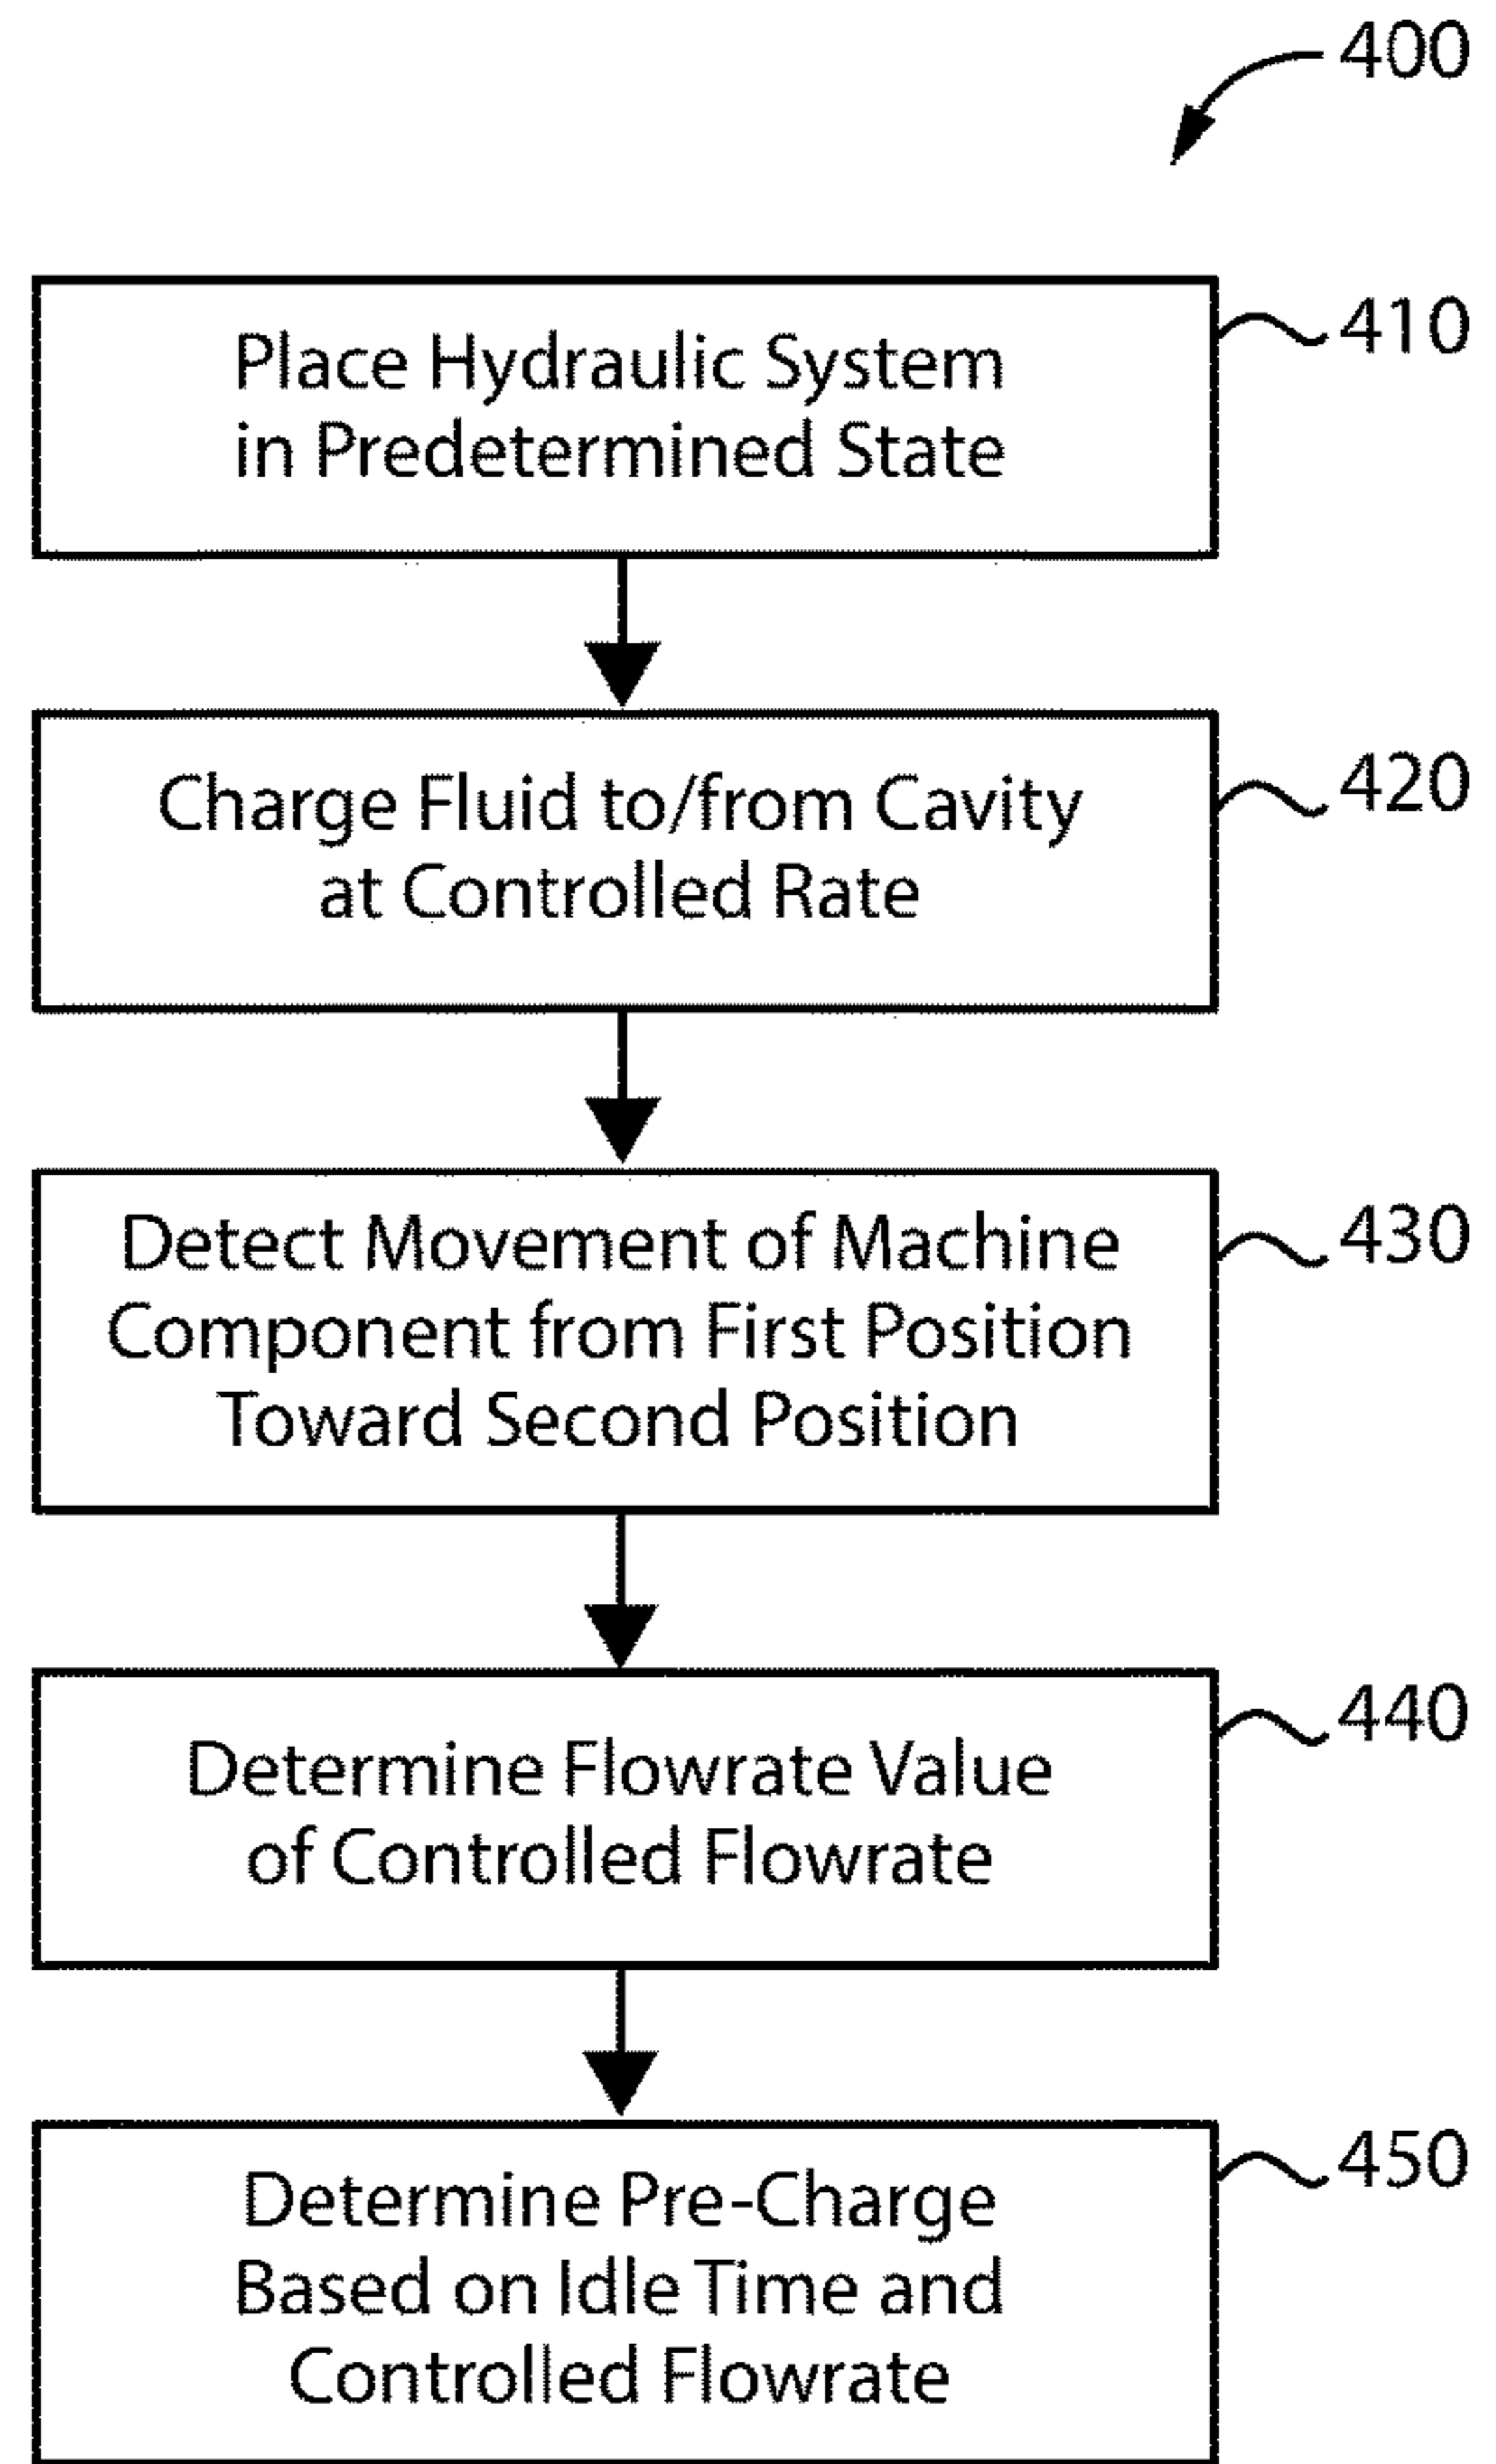 400
Place Hydraulic System
in Predetermined State
410
Charge Fluid to/from Cavity
at Controlled Rate
420
Detect Movement of Machine
Component from First Position
Toward Second Position
430
Determine Flowrate Value
of Controlled Flowrate
440
Determine Pre-Charge
Based on Idle Time and
Controlled Flowrate
450